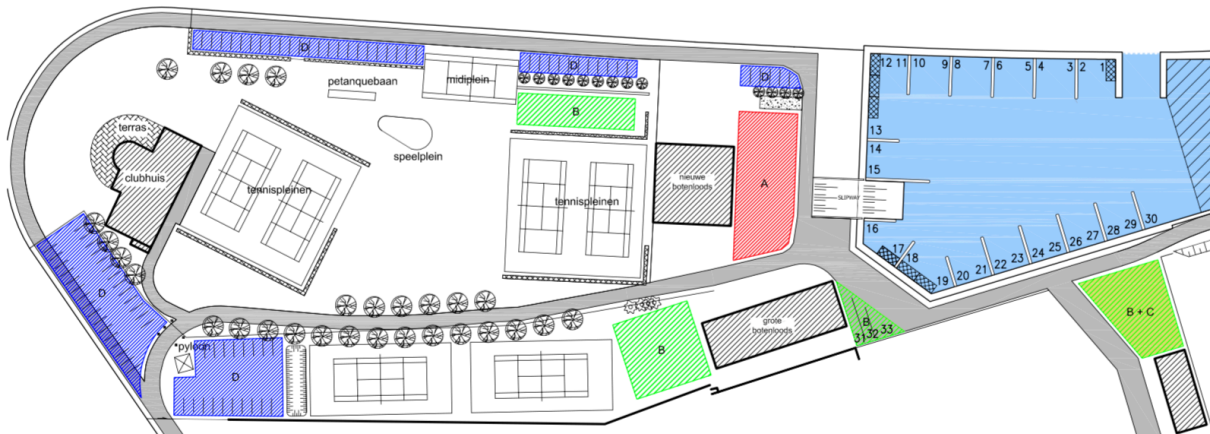 D
D
D
12 11 10 9 8 7 6 5 4 3 2 1
petanquebaan
midiplein
B
terras
speelplein
13
14
15
clubhuis
tennispleinen
tennispleinen
nieuwe
botenloods
A
SLIPWAY
16
17
18
19 20 21 22 23 24 25 26 27 28 29 30
D
B + C
*pyloon
D
B
grote
botenloods
B
31 32 33